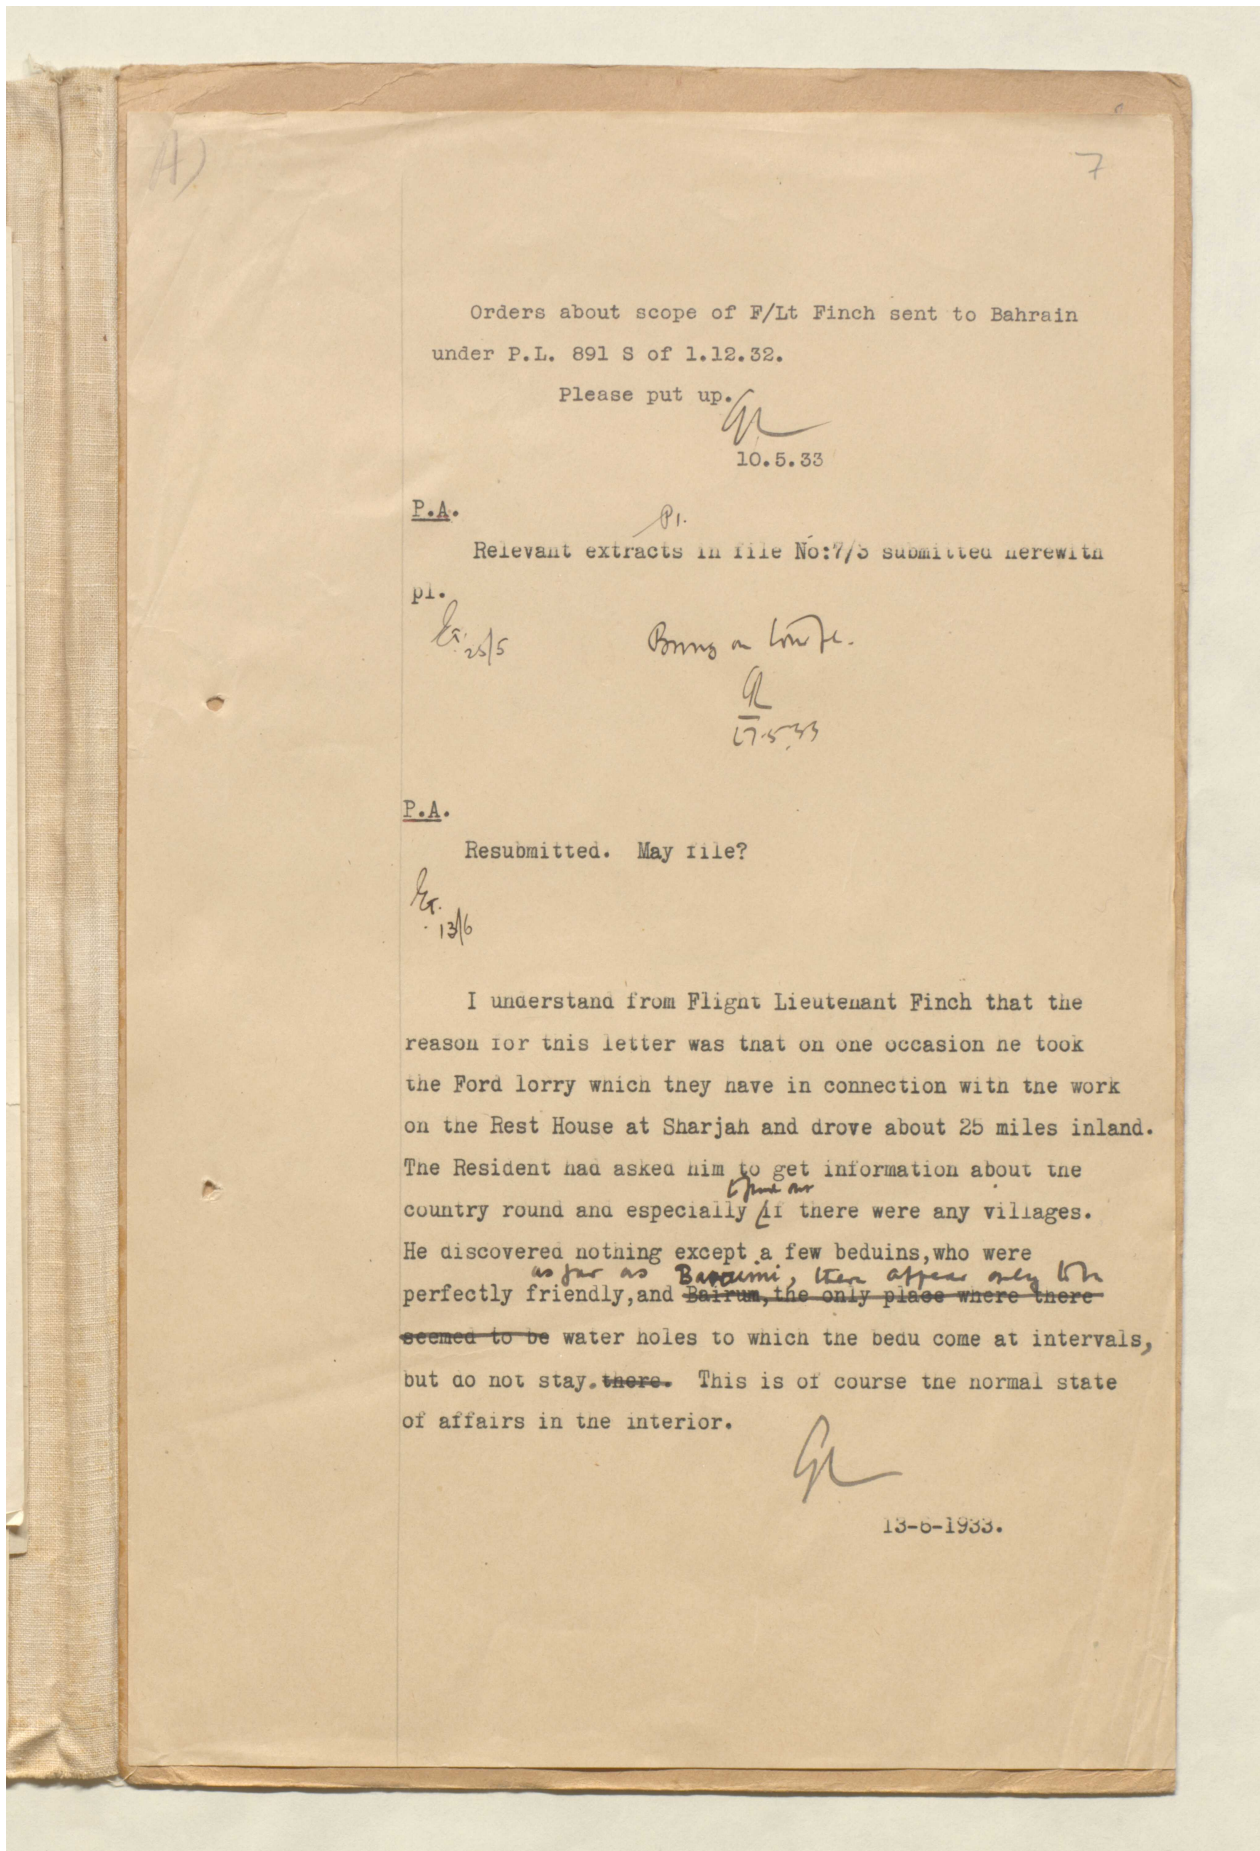 A)
7
Orders about scope of F/Lt Finch sent to Bahrain
under P.L. 891 S of 1.12.32.
Please put up.
10.5.33
P.A.
P1.
Relevant extracts in file No:7/3 submitted herewith
pl.
25/5
Bring on
27.5.33
P.A.
Resubmitted. May file?
13/6
I understand from Flight Lieutenant Finch that the
reason for this letter was that on one occasion he took
the Ford lorry which they have in connection with the work
on the Rest House at Sharjah and drove about 25 miles inland.
The Resident had asked him to get information about the
to find out
country round and especially if there were any villages.
He discovered nothing except a few beduins,who were
as far as Baraimi, there appear only to be
perfectly friendly,and Bairum,the only place where there
seemed to be water holes to which the bedu come at intervals,
but do not stay.there. This is of course the normal state
of affairs in the interior.
13-6-1933.